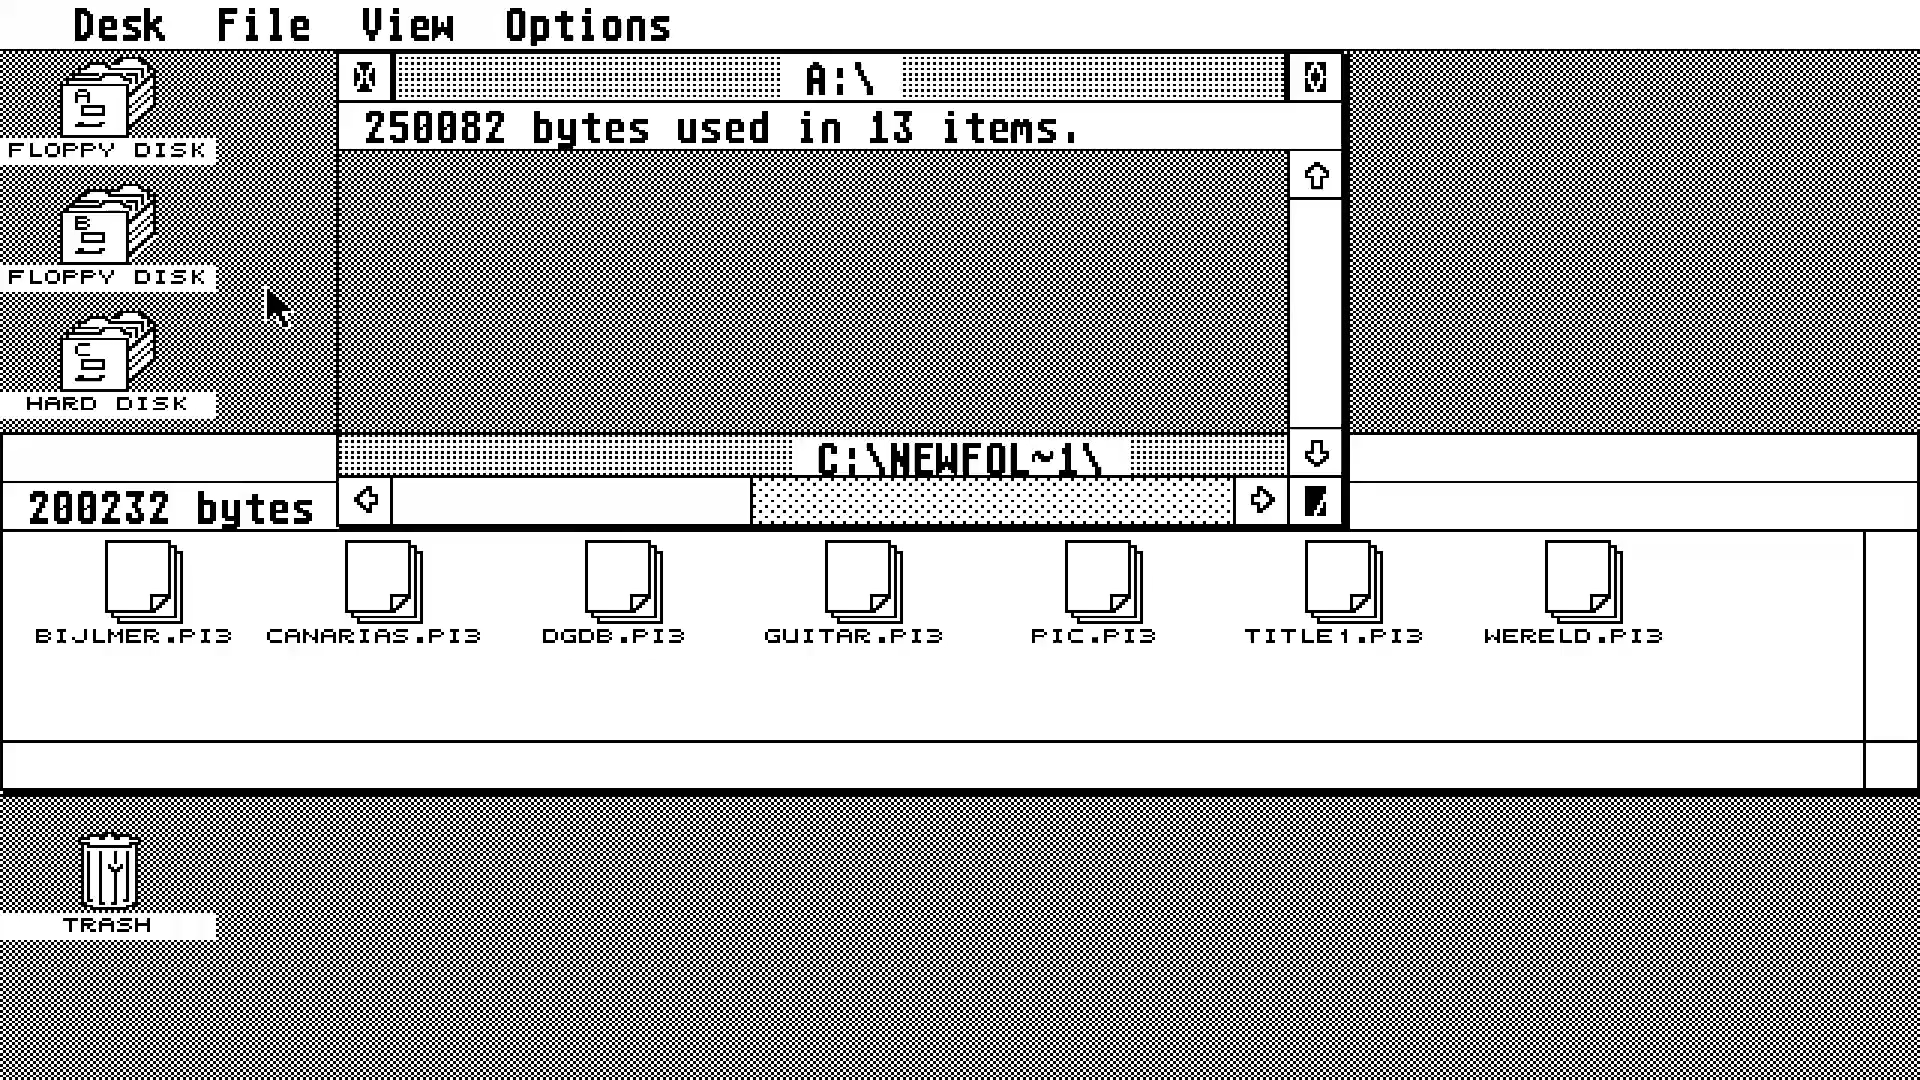 Desk File View Options
A
FLOPPY DISK
B
FLOPPY DISK
C
HARD DISK
A:\
250082 bytes used in 13 items.
C:\NEWFOL~1\
200232 bytes
BIJLMER.PI3 CANARIAS.PI3 DGDB.PI3 GUITAR.PI3 PIC.PI3 TITLE1.PI3 WERELD.PI3
TRASH